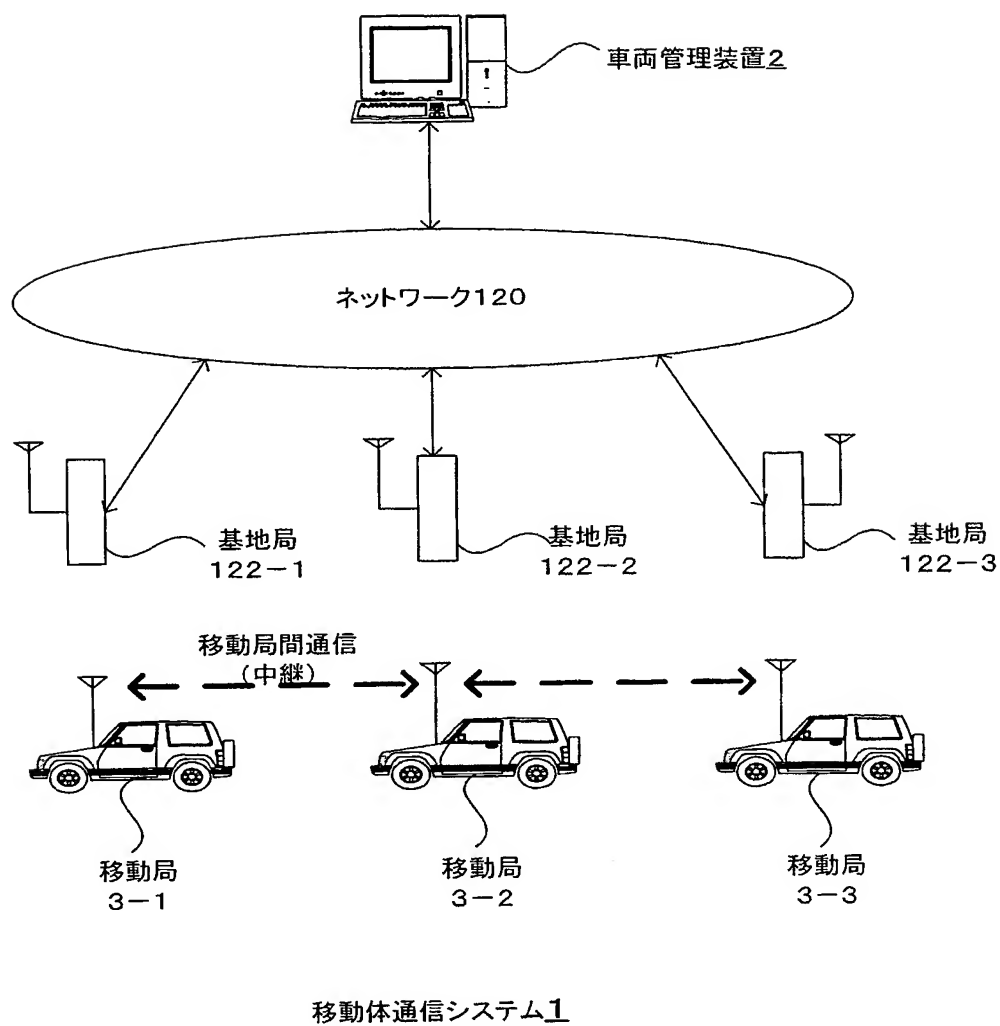 車両管理装置2
ネットワーク120
基地局
122-1
基地局
122-2
基地局
122-3
移動局間通信
(中継)
移動局
3-1
移動局
3-2
移動局
3-3
移動体通信システム1